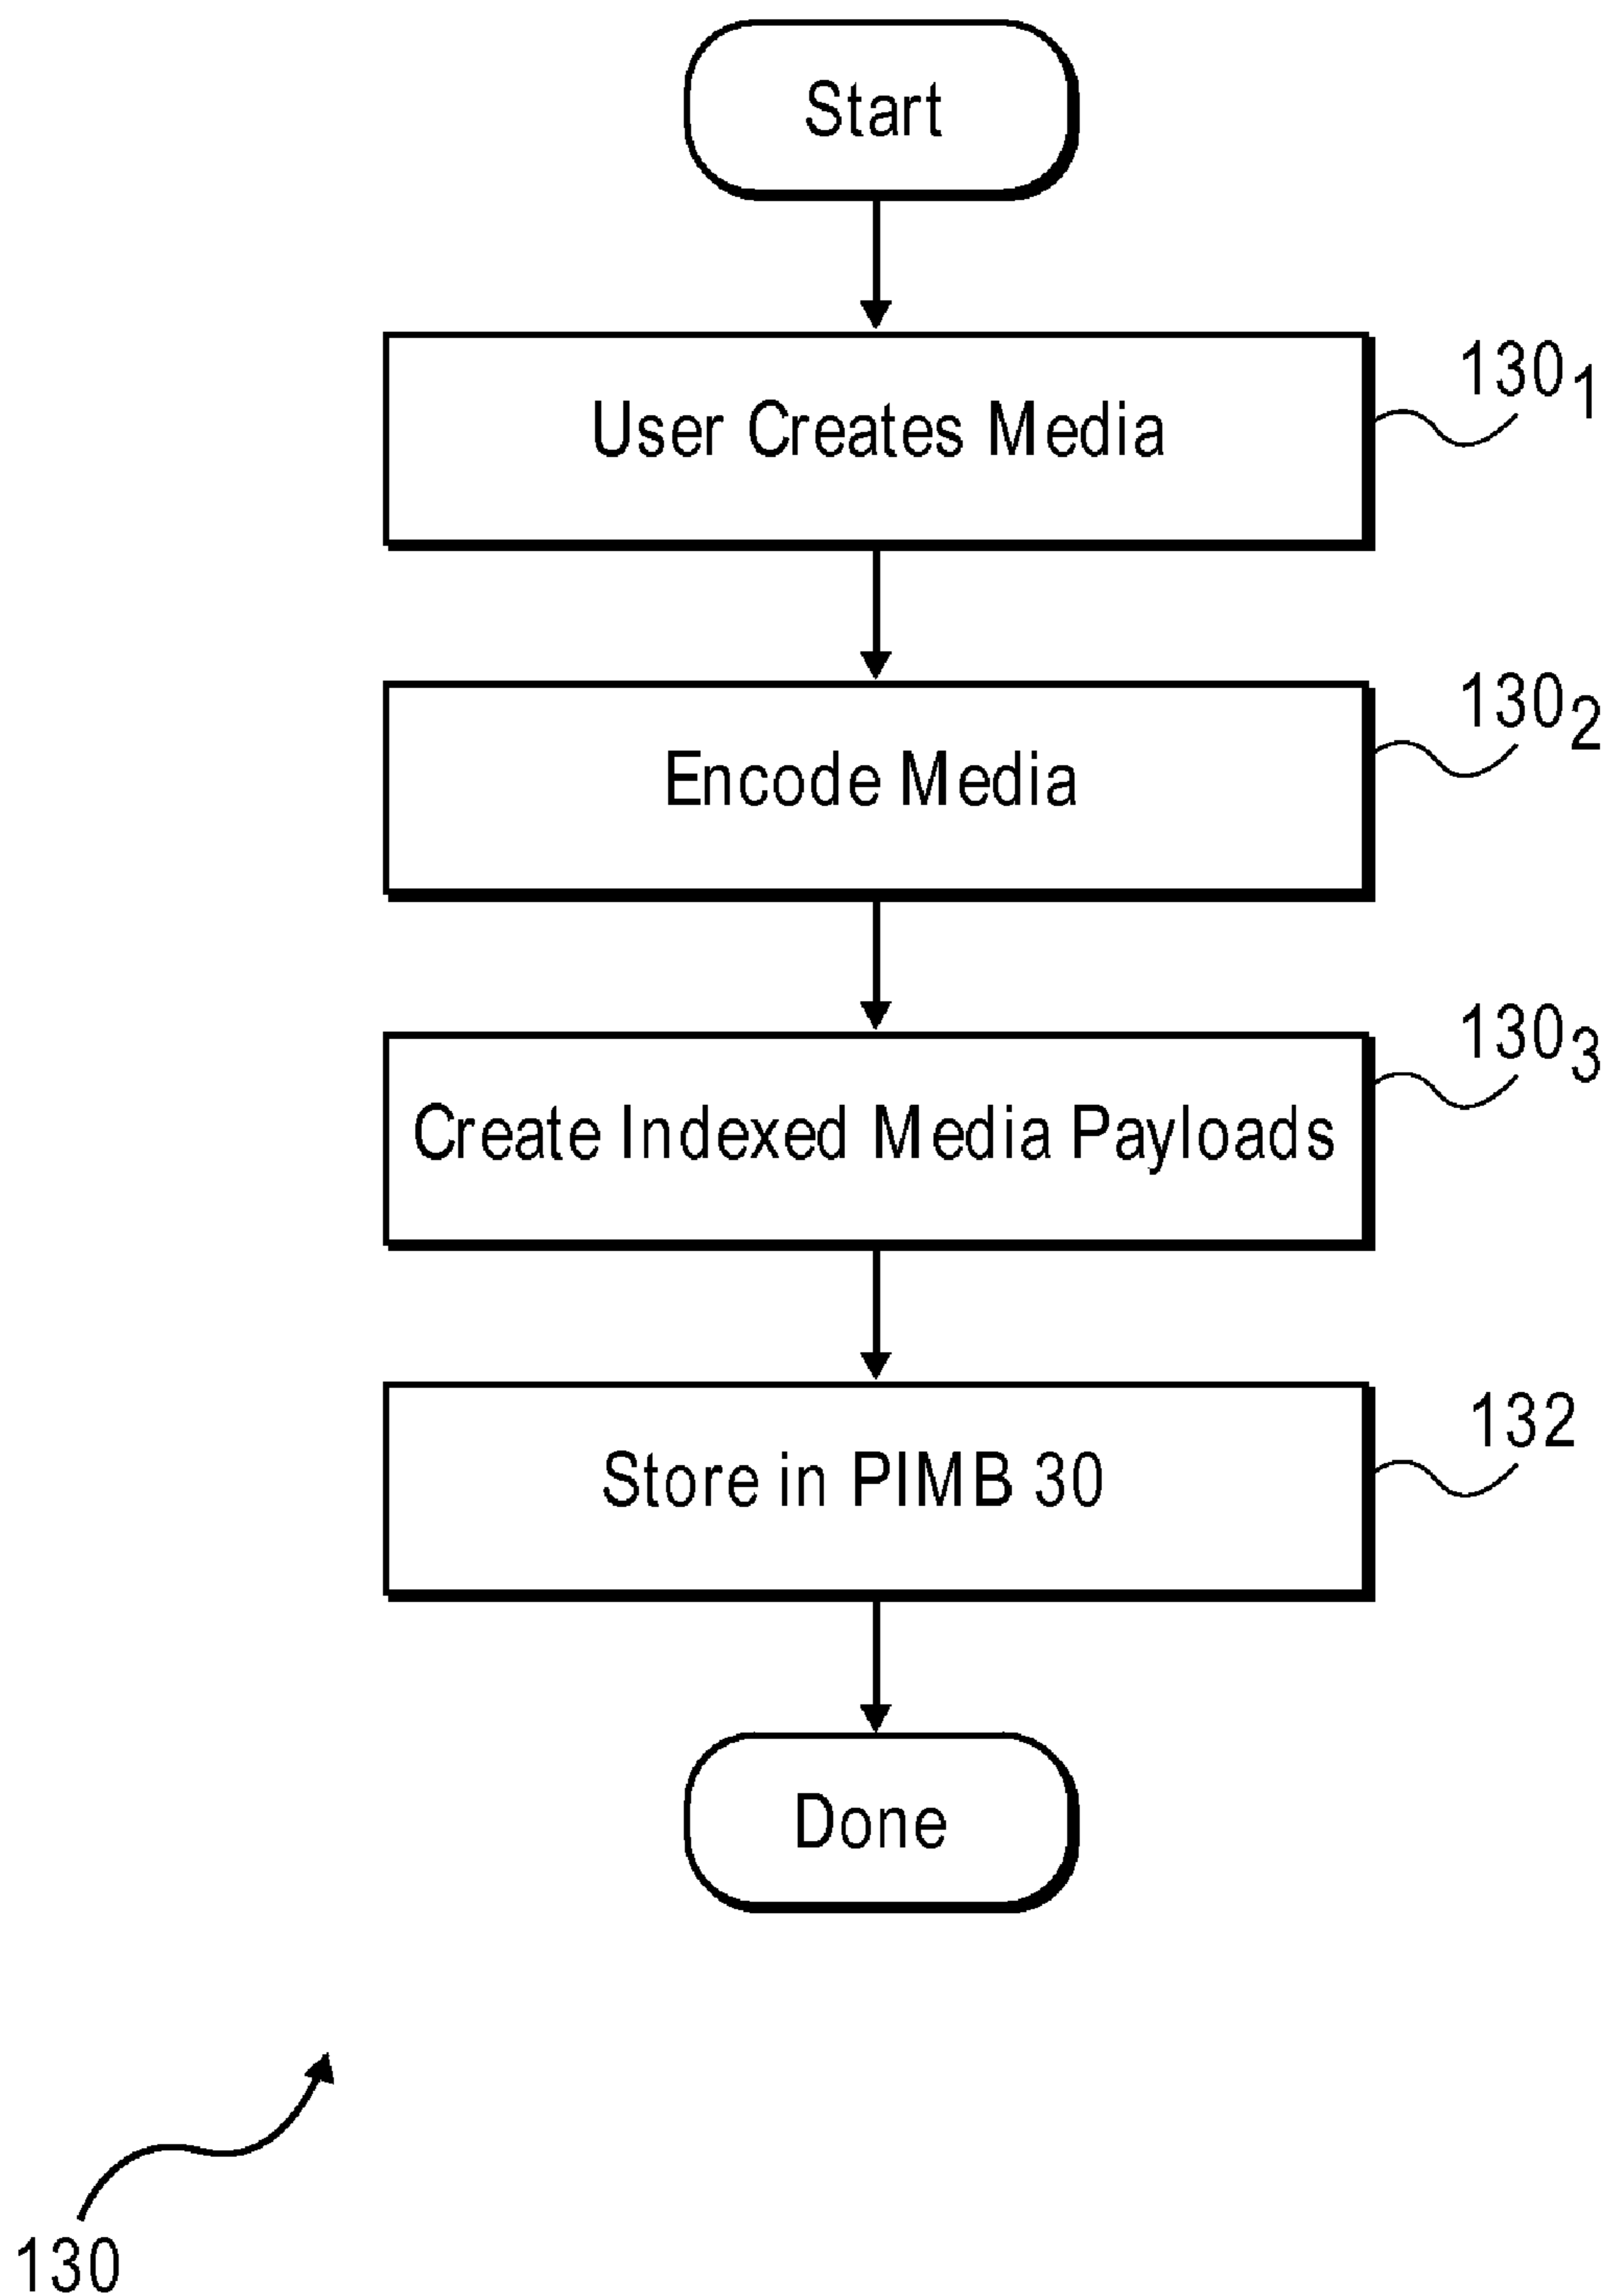 Start
User Creates Media
130₁
Encode Media
130₂
Create Indexed Media Payloads
130₃
Store in PIMB 30
132
Done
130